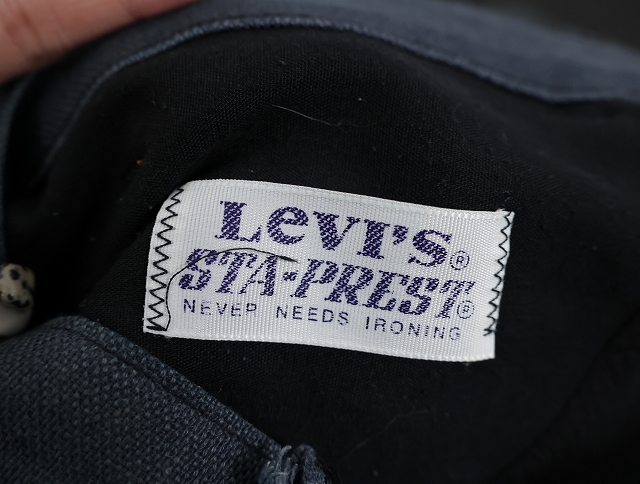 Levi's®
STA-PREST®
NEVER NEEDS IRONING